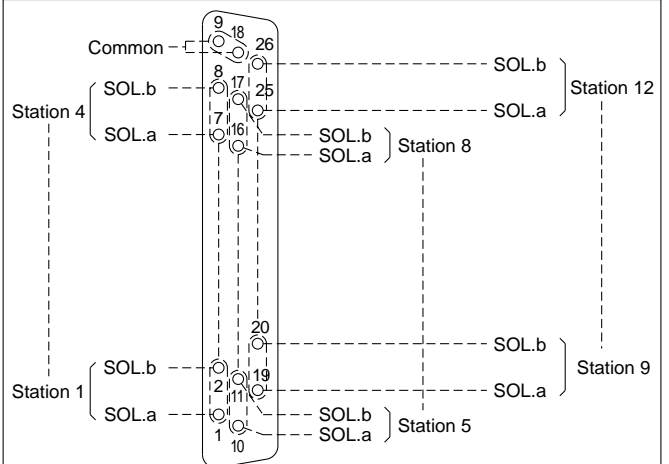 9
18
26
Common
8
SOL.b
SOL.b
17
25
Station 12
Station 4
7
SOL.a
SOL.a
16
SOL.b
SOL.a
Station 8
20
SOL.b
SOL.b
2
19
Station 9
Station 1
11
SOL.a
SOL.a
1
10
SOL.b
SOL.a
Station 5